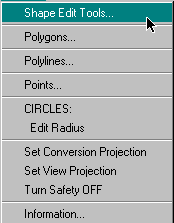 Shape Edit Tools...
Polygons...
Polylines...
Points...
CIRCLES:
Edit Radius
Set Conversion Projection
Set View Projection
Turn Safety OFF
Information...